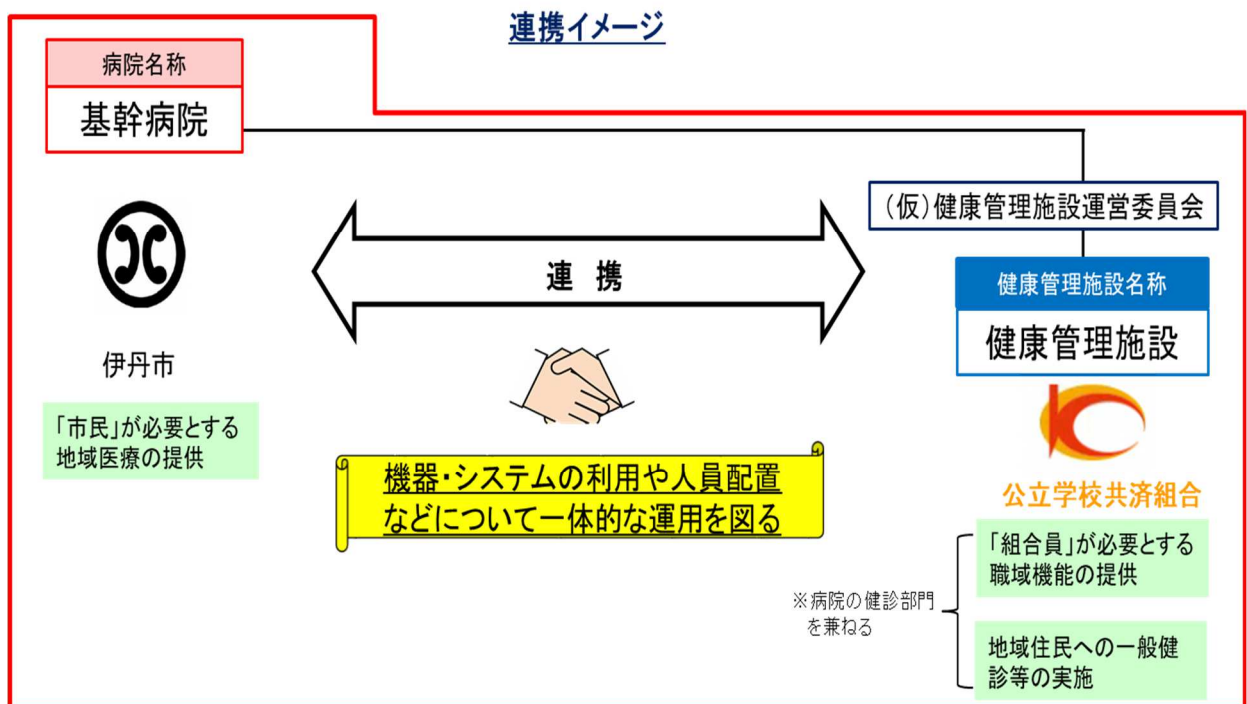 連携イメージ
病院名称
基幹病院
(仮)健康管理施設運営委員会
連 携
健康管理施設名称
健康管理施設
伊丹市
「市民」が必要とする
地域医療の提供
機器・システムの利用や人員配置
などについて一体的な運用を図る
公立学校共済組合
「組合員」が必要とする
職域機能の提供
※病院の健診部門
を兼ねる
地域住民への一般健
診等の実施